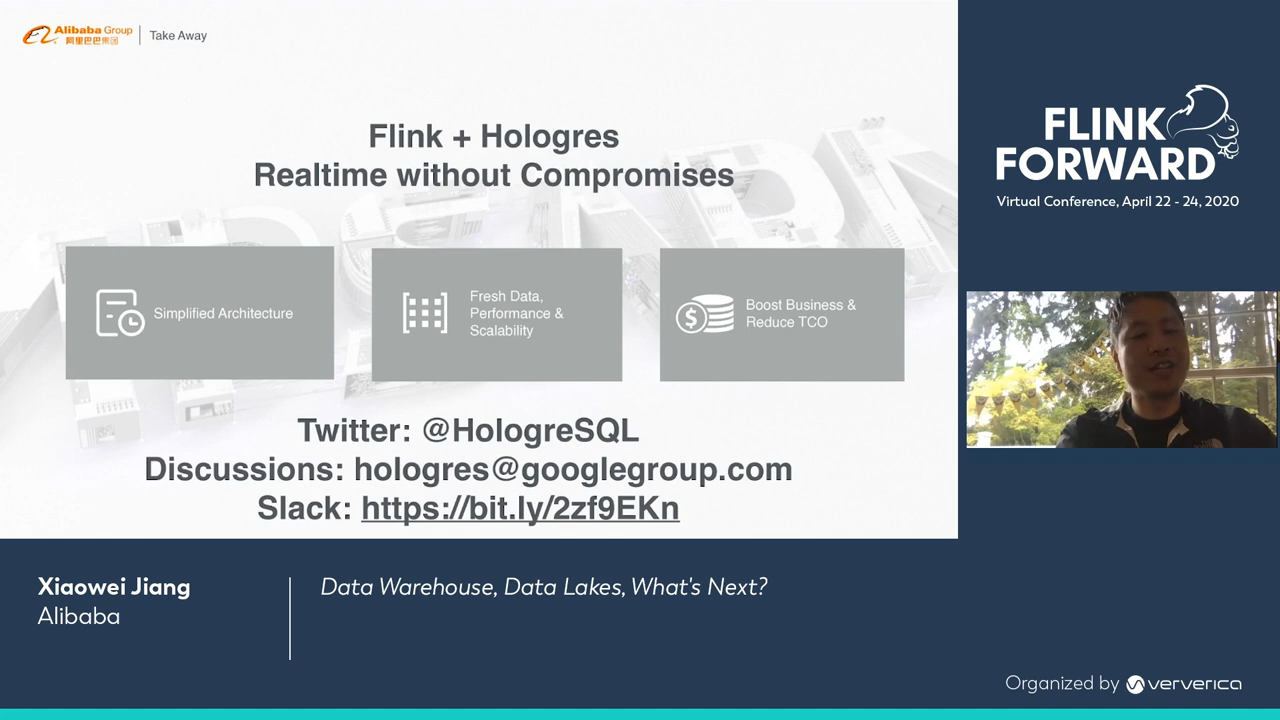 Alibaba Group
阿里巴巴集团
Take Away
Flink + Hologres
Realtime without Compromises
Simplified Architecture
Fresh Data,
Performance &
Scalability
$
Boost Business &
Reduce TCO
Twitter: @HologreSQL
Discussions: hologres@googlegroup.com
Slack: https://bit.ly/2zf9EKn
FLINK
FORWARD
Virtual Conference, April 22 - 24, 2020
Xiaowei Jiang
Alibaba
Data Warehouse, Data Lakes, What's Next?
Organized by ververica